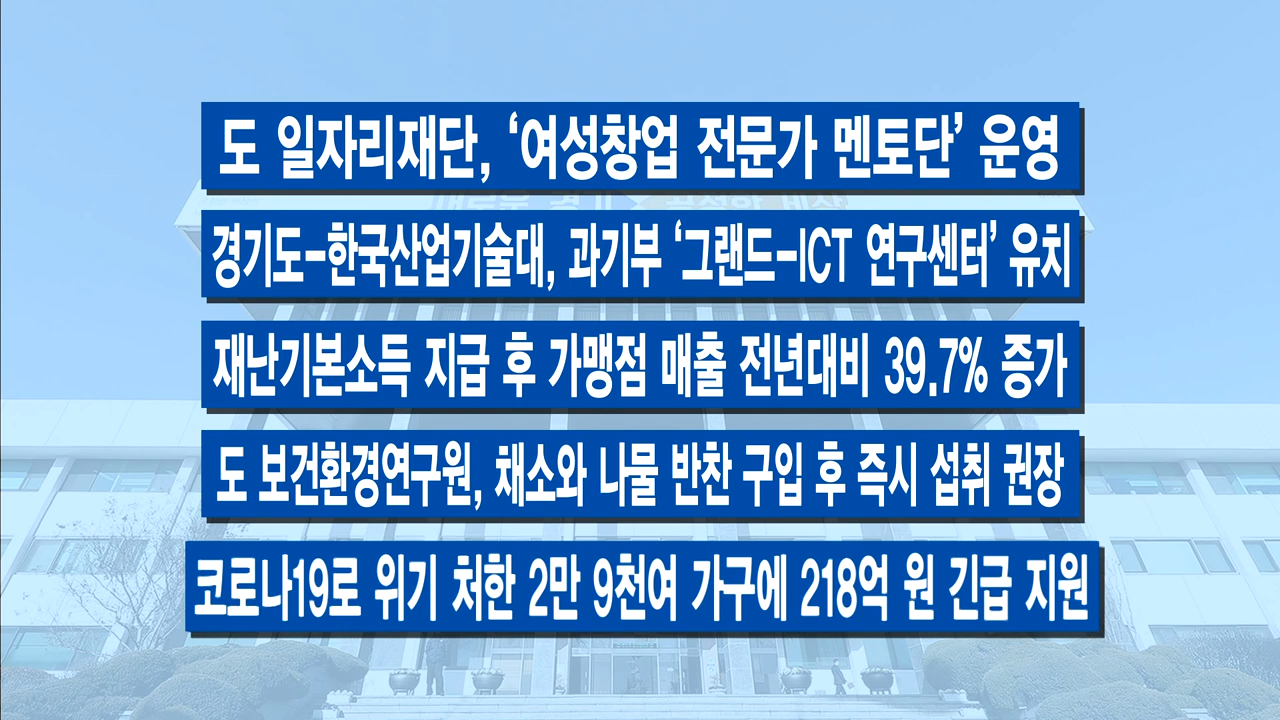 도 일자리재단, ‘여성창업 전문가 멘토단’ 운영
경기도-한국산업기술대, 과기부 ‘그랜드-ICT 연구센터’ 유치
재난기본소득 지급 후 가맹점 매출 전년대비 39.7% 증가
도 보건환경연구원, 채소와 나물 반찬 구입 후 즉시 섭취 권장
코로나19로 위기 처한 2만 9천여 가구에 218억 원 긴급 지원